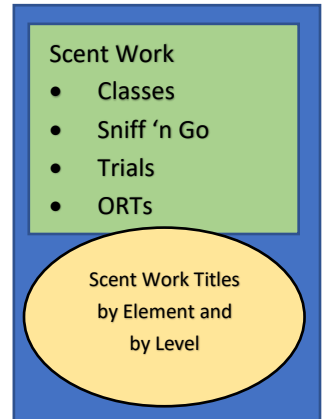 Scent Work
• Classes
• Sniff ‘n Go
• Trials
• ORTs
Scent Work Titles
by Element and
by Level